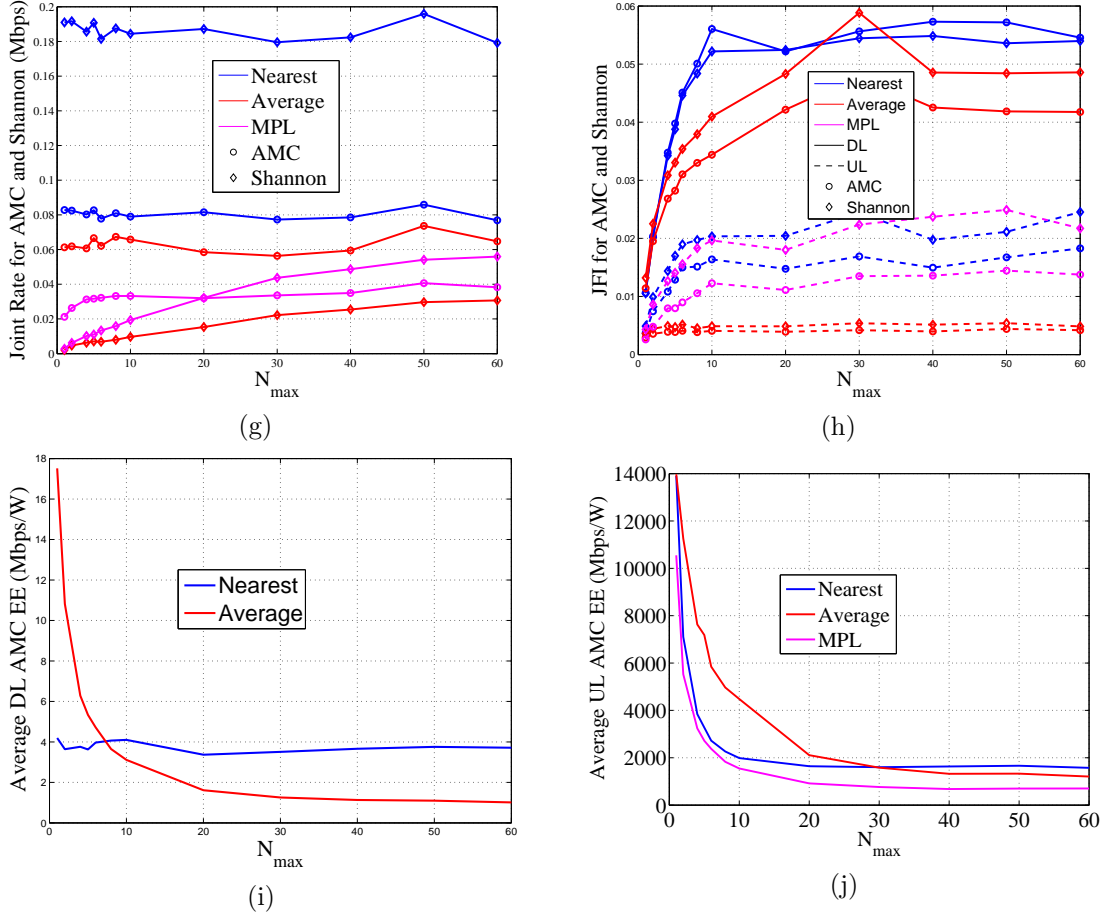 Joint Rate for AMC and Shannon (Mbps)
0.2
0.18
0.16
0.14
0.12
0.1
0.08
0.06
0.04
0.02
0
0 10 20 30 40 50 60
N_max
Nearest
Average
MPL
AMC
Shannon
(g)
JFI for AMC and Shannon
0.06
0.05
0.04
0.03
0.02
0.01
0
0 10 20 30 40 50 60
N_max
Nearest
Average
MPL
DL
UL
AMC
Shannon
(h)
Average DL AMC EE (Mbps/W)
18
16
14
12
10
8
6
4
2
0
0 10 20 30 40 50 60
N_max
Nearest
Average
(i)
Average UL AMC EE (Mbps/W)
14000
12000
10000
8000
6000
4000
2000
0
0 10 20 30 40 50 60
N_max
Nearest
Average
MPL
(j)